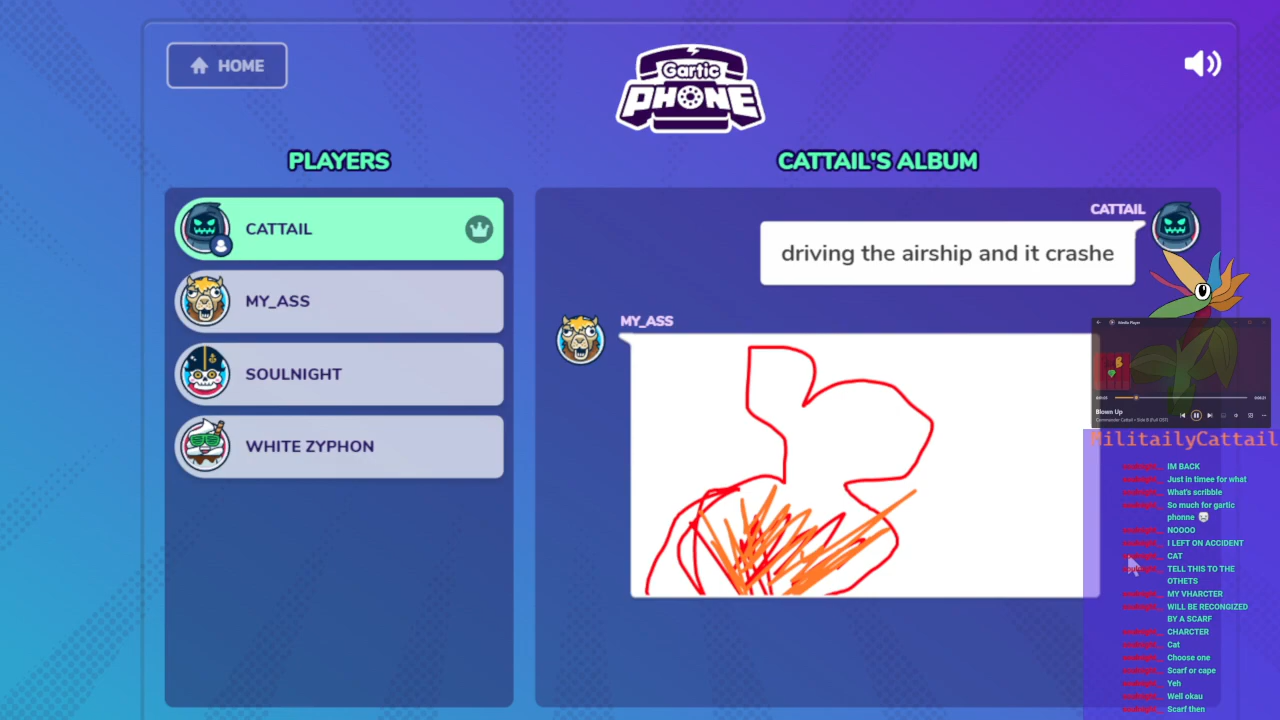 HOME
Gartic
PHONE
PLAYERS
CATTAIL'S ALBUM
CATTAIL
MY_ASS
SOULNIGHT
WHITE ZYPHON
CATTAIL
driving the airship and it crashe
MY_ASS
Media Player
Blown Up
MilitailyCattail
IM BACK
Just in timee for what
What's scribble
So much for gartic
phonne
NOOOO
I LEFT ON ACCIDENT
CAT
TELL THIS TO THE
OTHETS
MY VHARCTER
WILL BE RECONGIZED
BY A SCARF
CHARCTER
Cat
Choose one
Scarf or cape
Yeh
Well okau
Scarf then